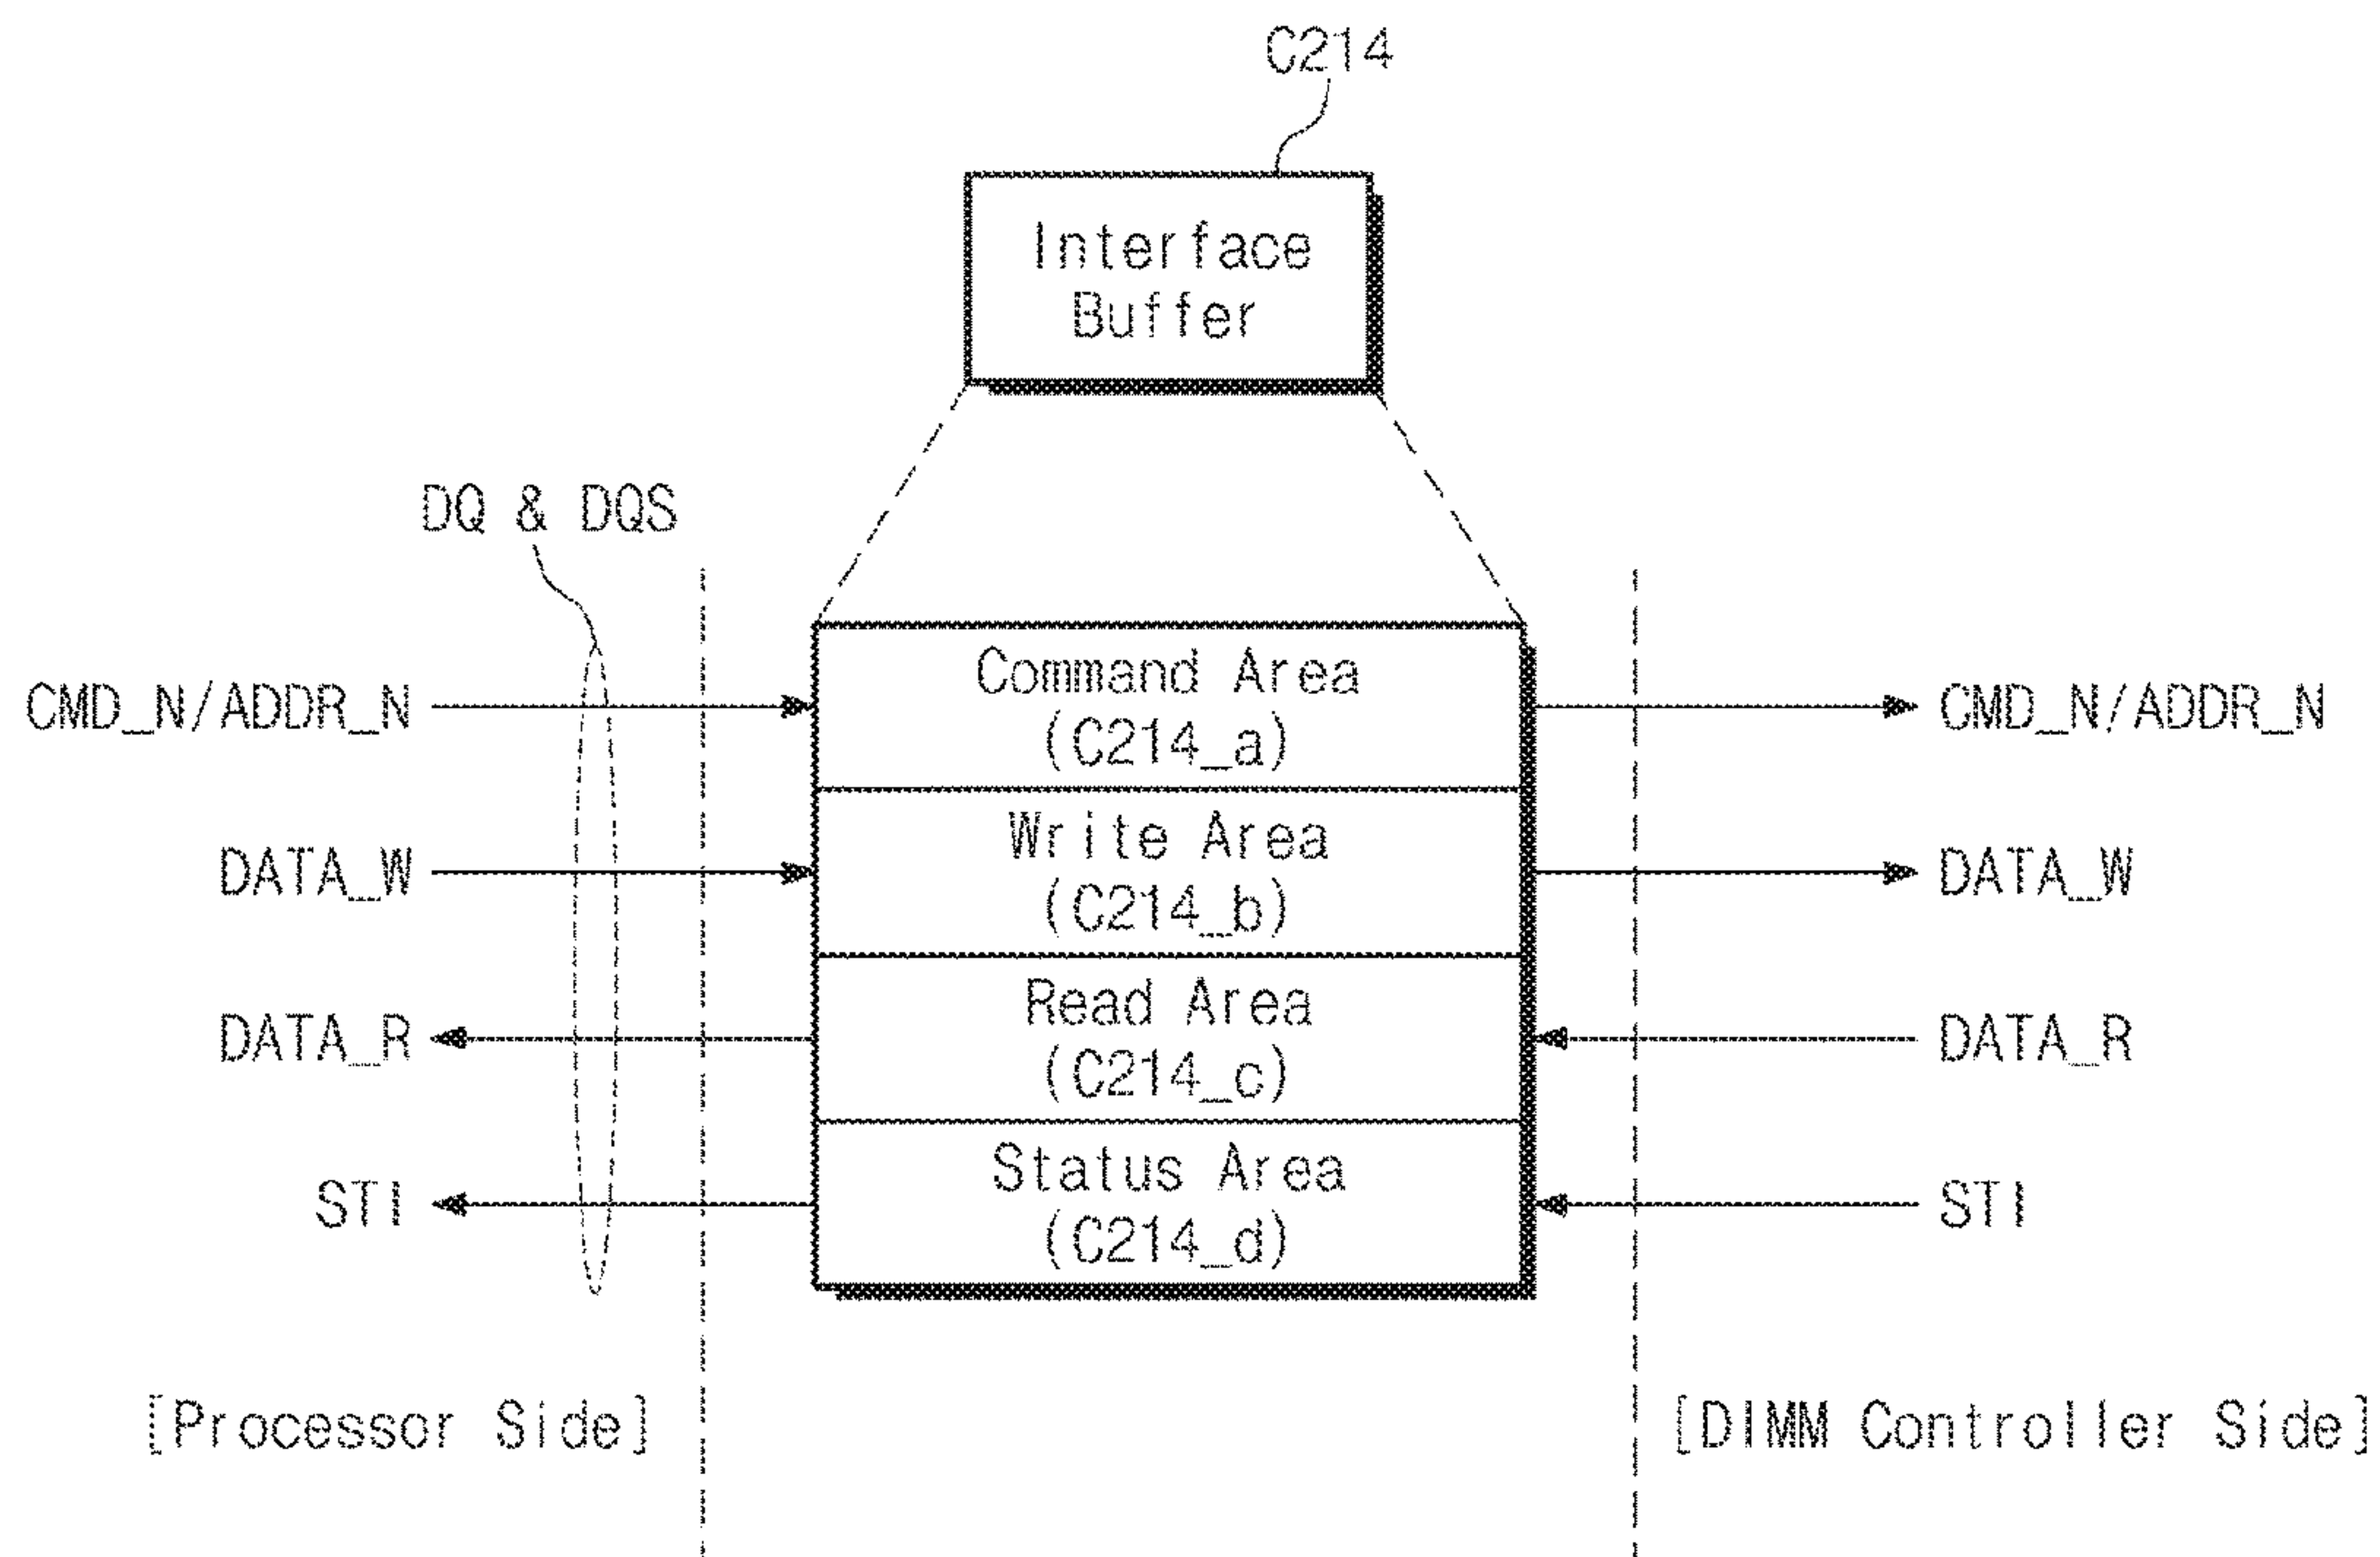 C214
Interface
Buffer
DQ & DQS
CMD_N/ADDR_N
Command Area
(C214_a)
CMD_N/ADDR_N
DATA_W
Write Area
(C214_b)
DATA_W
DATA_R
Read Area
(C214_c)
DATA_R
STI
Status Area
(C214_d)
STI
[Processor Side]
[DIMM Controller Side]